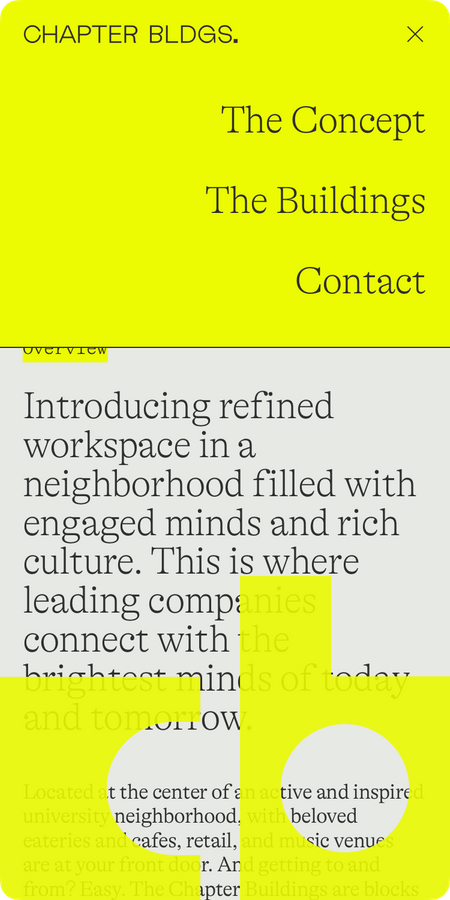 CHAPTER BLDGS.
The Concept
The Buildings
Contact
Overview
Introducing refined
workspace in a
neighborhood filled with
engaged minds and rich
culture. This is where
leading companies
connect with the
brightest minds of today
and tomorrow.
Located at the center of an active and inspired
university neighborhood, with beloved
eateries and cafes, retail, and music venues
are at your front door. And getting to and
from? Easy. The Chapter Buildings are blocks